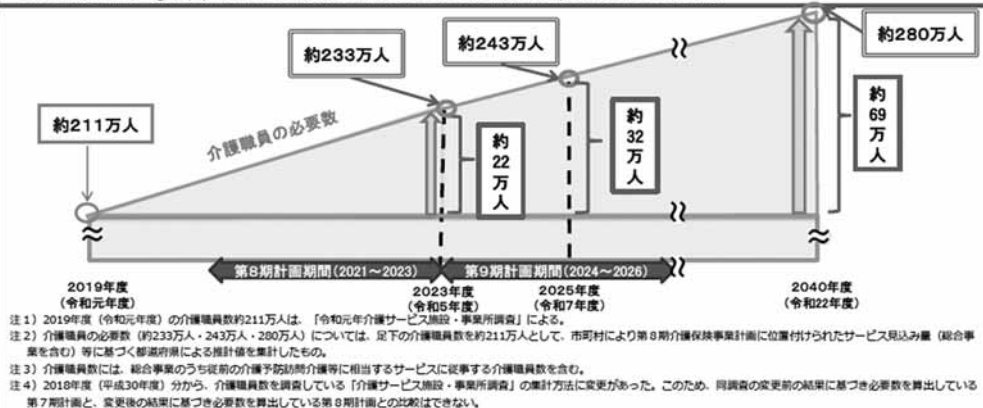 約280万人
約243万人
約233万人
約211万人
介護職員の必要数
約69万人
約32万人
約22万人
第8期計画期間(2021～2023)
第9期計画期間(2024～2026)
2019年度
(令和元年度)
2023年度
(令和5年度)
2025年度
(令和7年度)
2040年度
(令和22年度)
注1）2019年度（令和元年度）の介護職員数約211万人は、「令和元年介護サービス施設・事業所調査」による。
注2）介護職員の必要数（約233万人・243万人・280万人）については、足下の介護職員数を約211万人として、市町村により第8期介護保険事業計画に位置付けられたサービス見込み量（総合事
業を含む）等に基づく都道府県による推計値を集計したもの。
注3）介護職員数には、総合事業のうち従前の介護予防訪問介護等に相当するサービスに従事する介護職員数を含む。
注4）2018年度（平成30年度）分から、介護職員数を調査している「介護サービス施設・事業所調査」の集計方法に変更があった。このため、同調査の変更前の結果に基づき必要数を算出している
第7期計画と、変更後の結果に基づき必要数を算出している第8期計画との比較はできない。